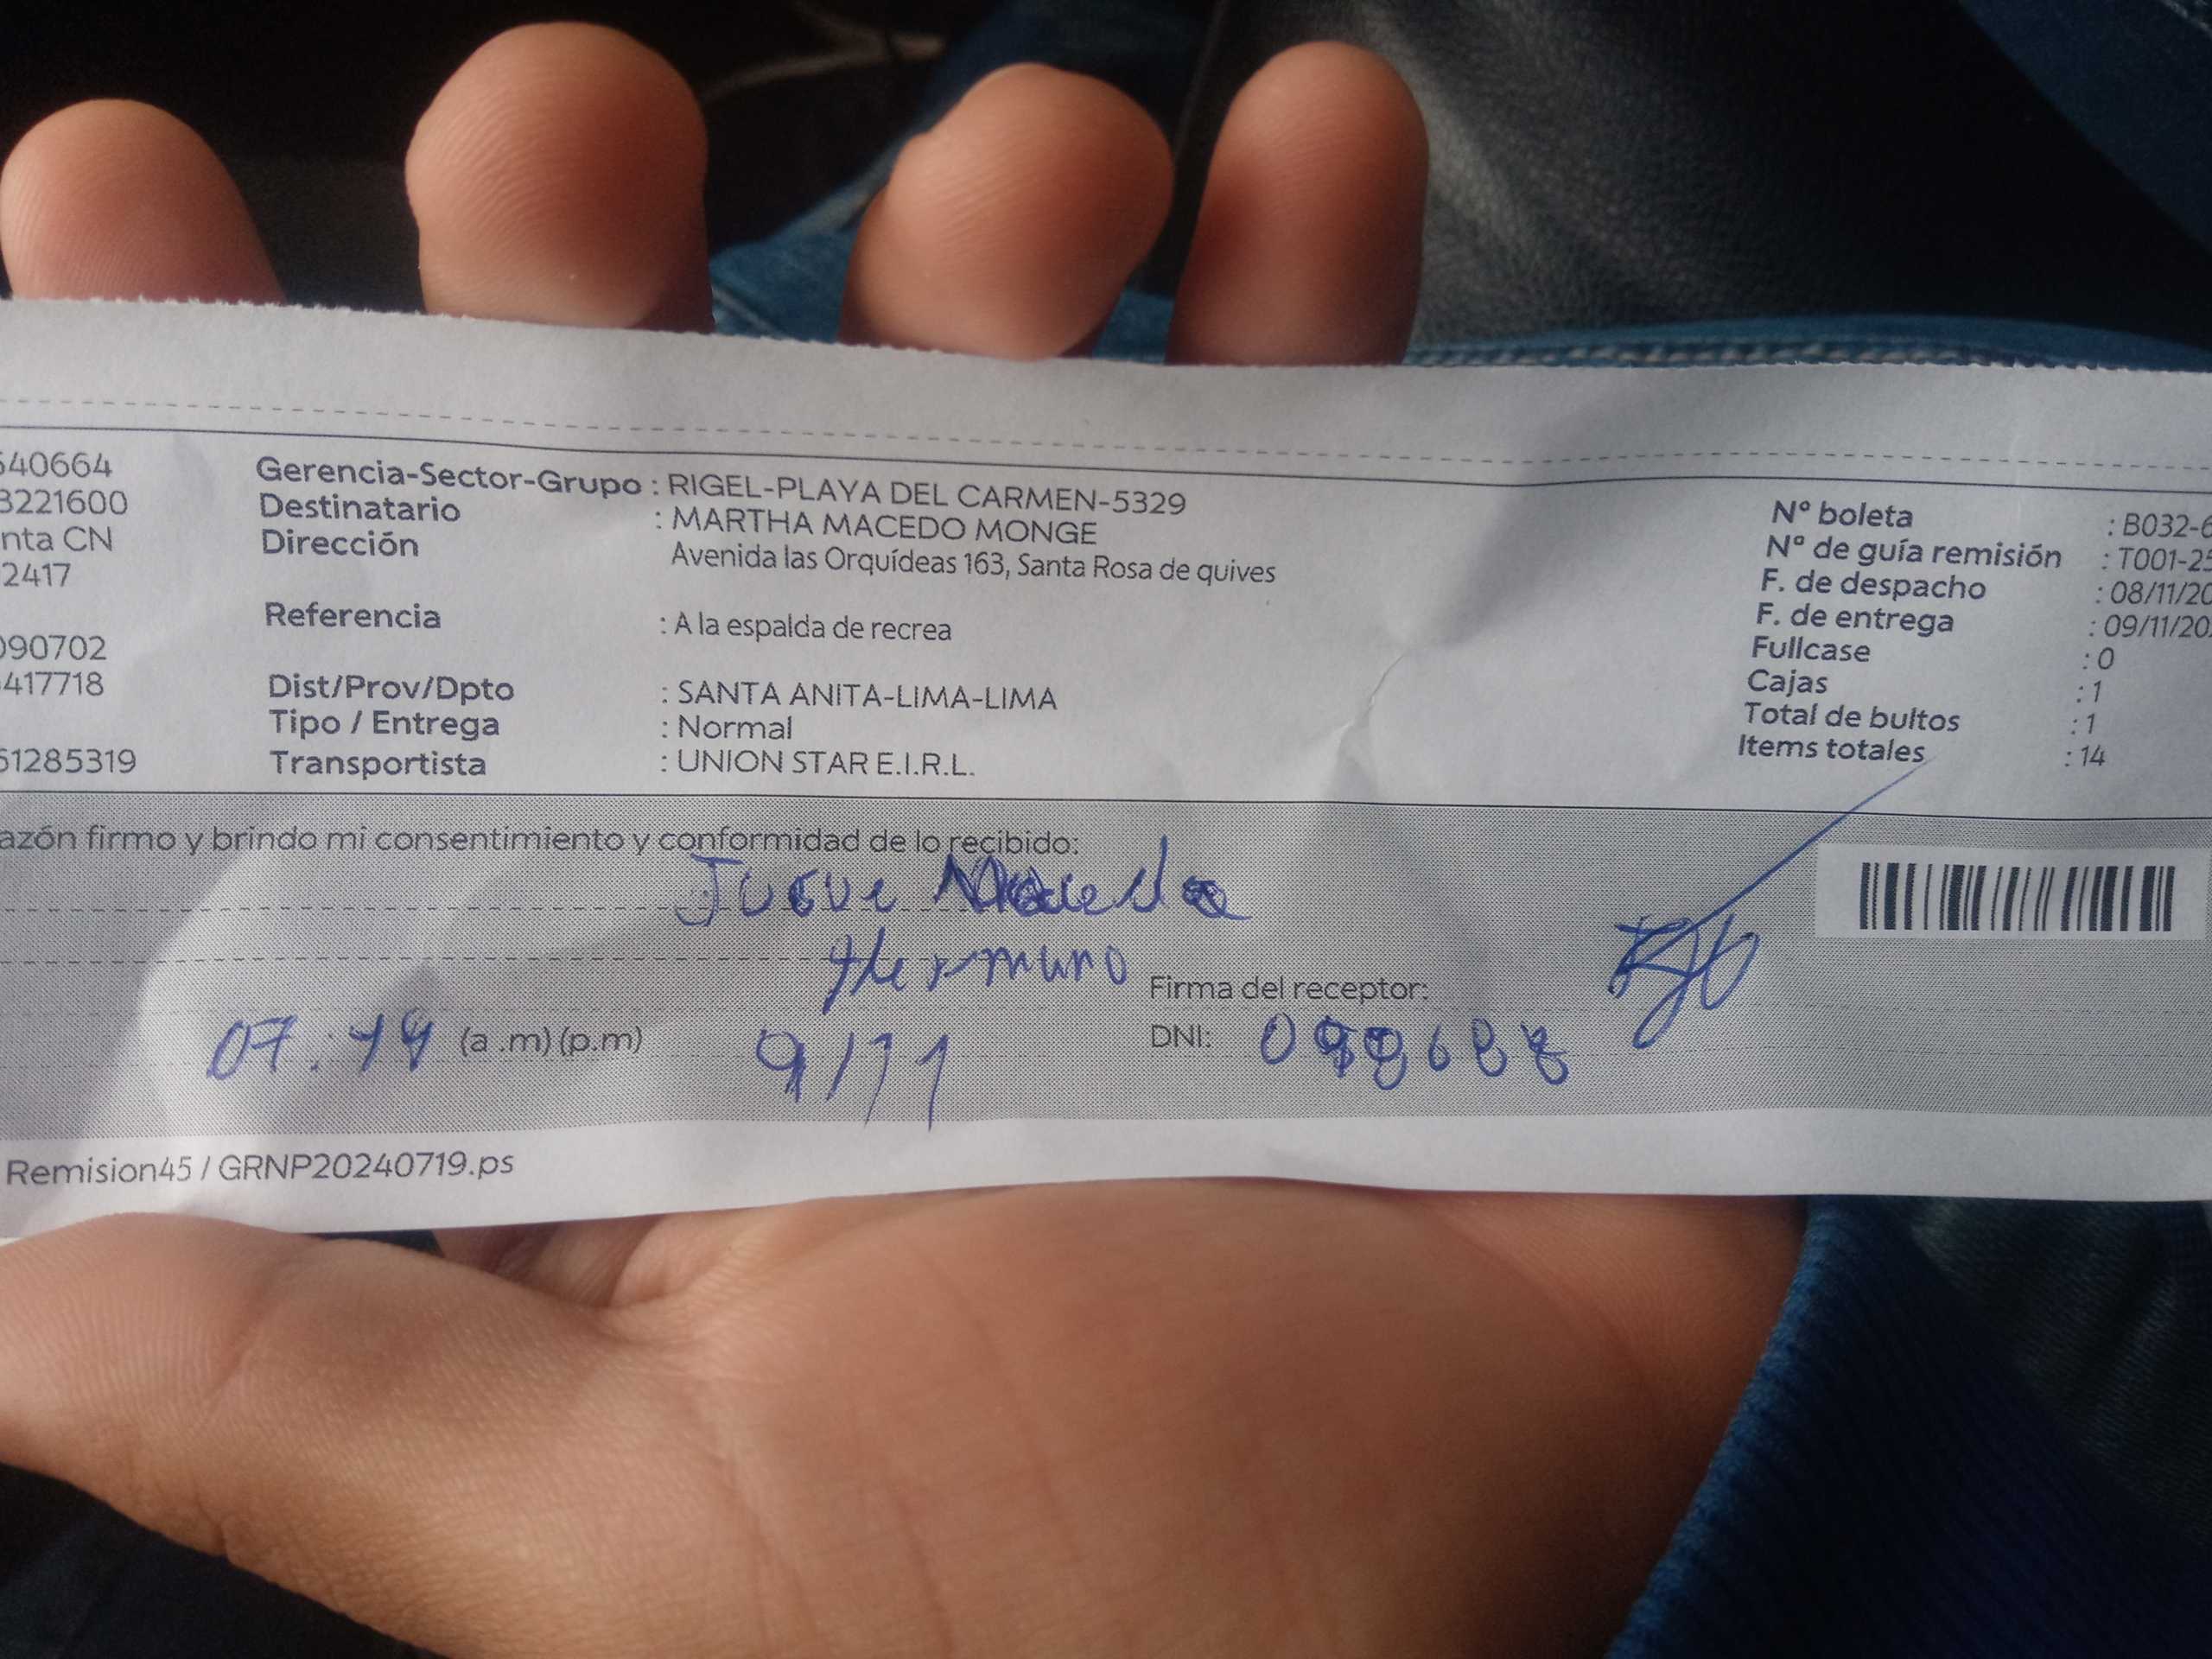 540664
3221600
nta CN
2417
090702
417718
61285319
Gerencia-Sector-Grupo : RIGEL-PLAYA DEL CARMEN-5329
Destinatario : MARTHA MACEDO MONGE
Dirección Avenida las Orquídeas 163, Santa Rosa de quives
Referencia : A la espalda de recrea
Dist/Prov/Dpto : SANTA ANITA-LIMA-LIMA
Tipo / Entrega : Normal
Transportista : UNION STAR E.I.R.L.
N° boleta : B032-6
N° de guía remisión : T001-25
F. de despacho : 08/11/20
F. de entrega : 09/11/20
Fullcase : 0
Cajas : 1
Total de bultos : 1
Items totales : 14
azón firmo y brindo mi consentimiento y conformidad de lo recibido:
Josue Macedo
Hermano
Firma del receptor:
(a .m) (p.m) 9/11 DNI:
Remision45 / GRNP20240719.ps